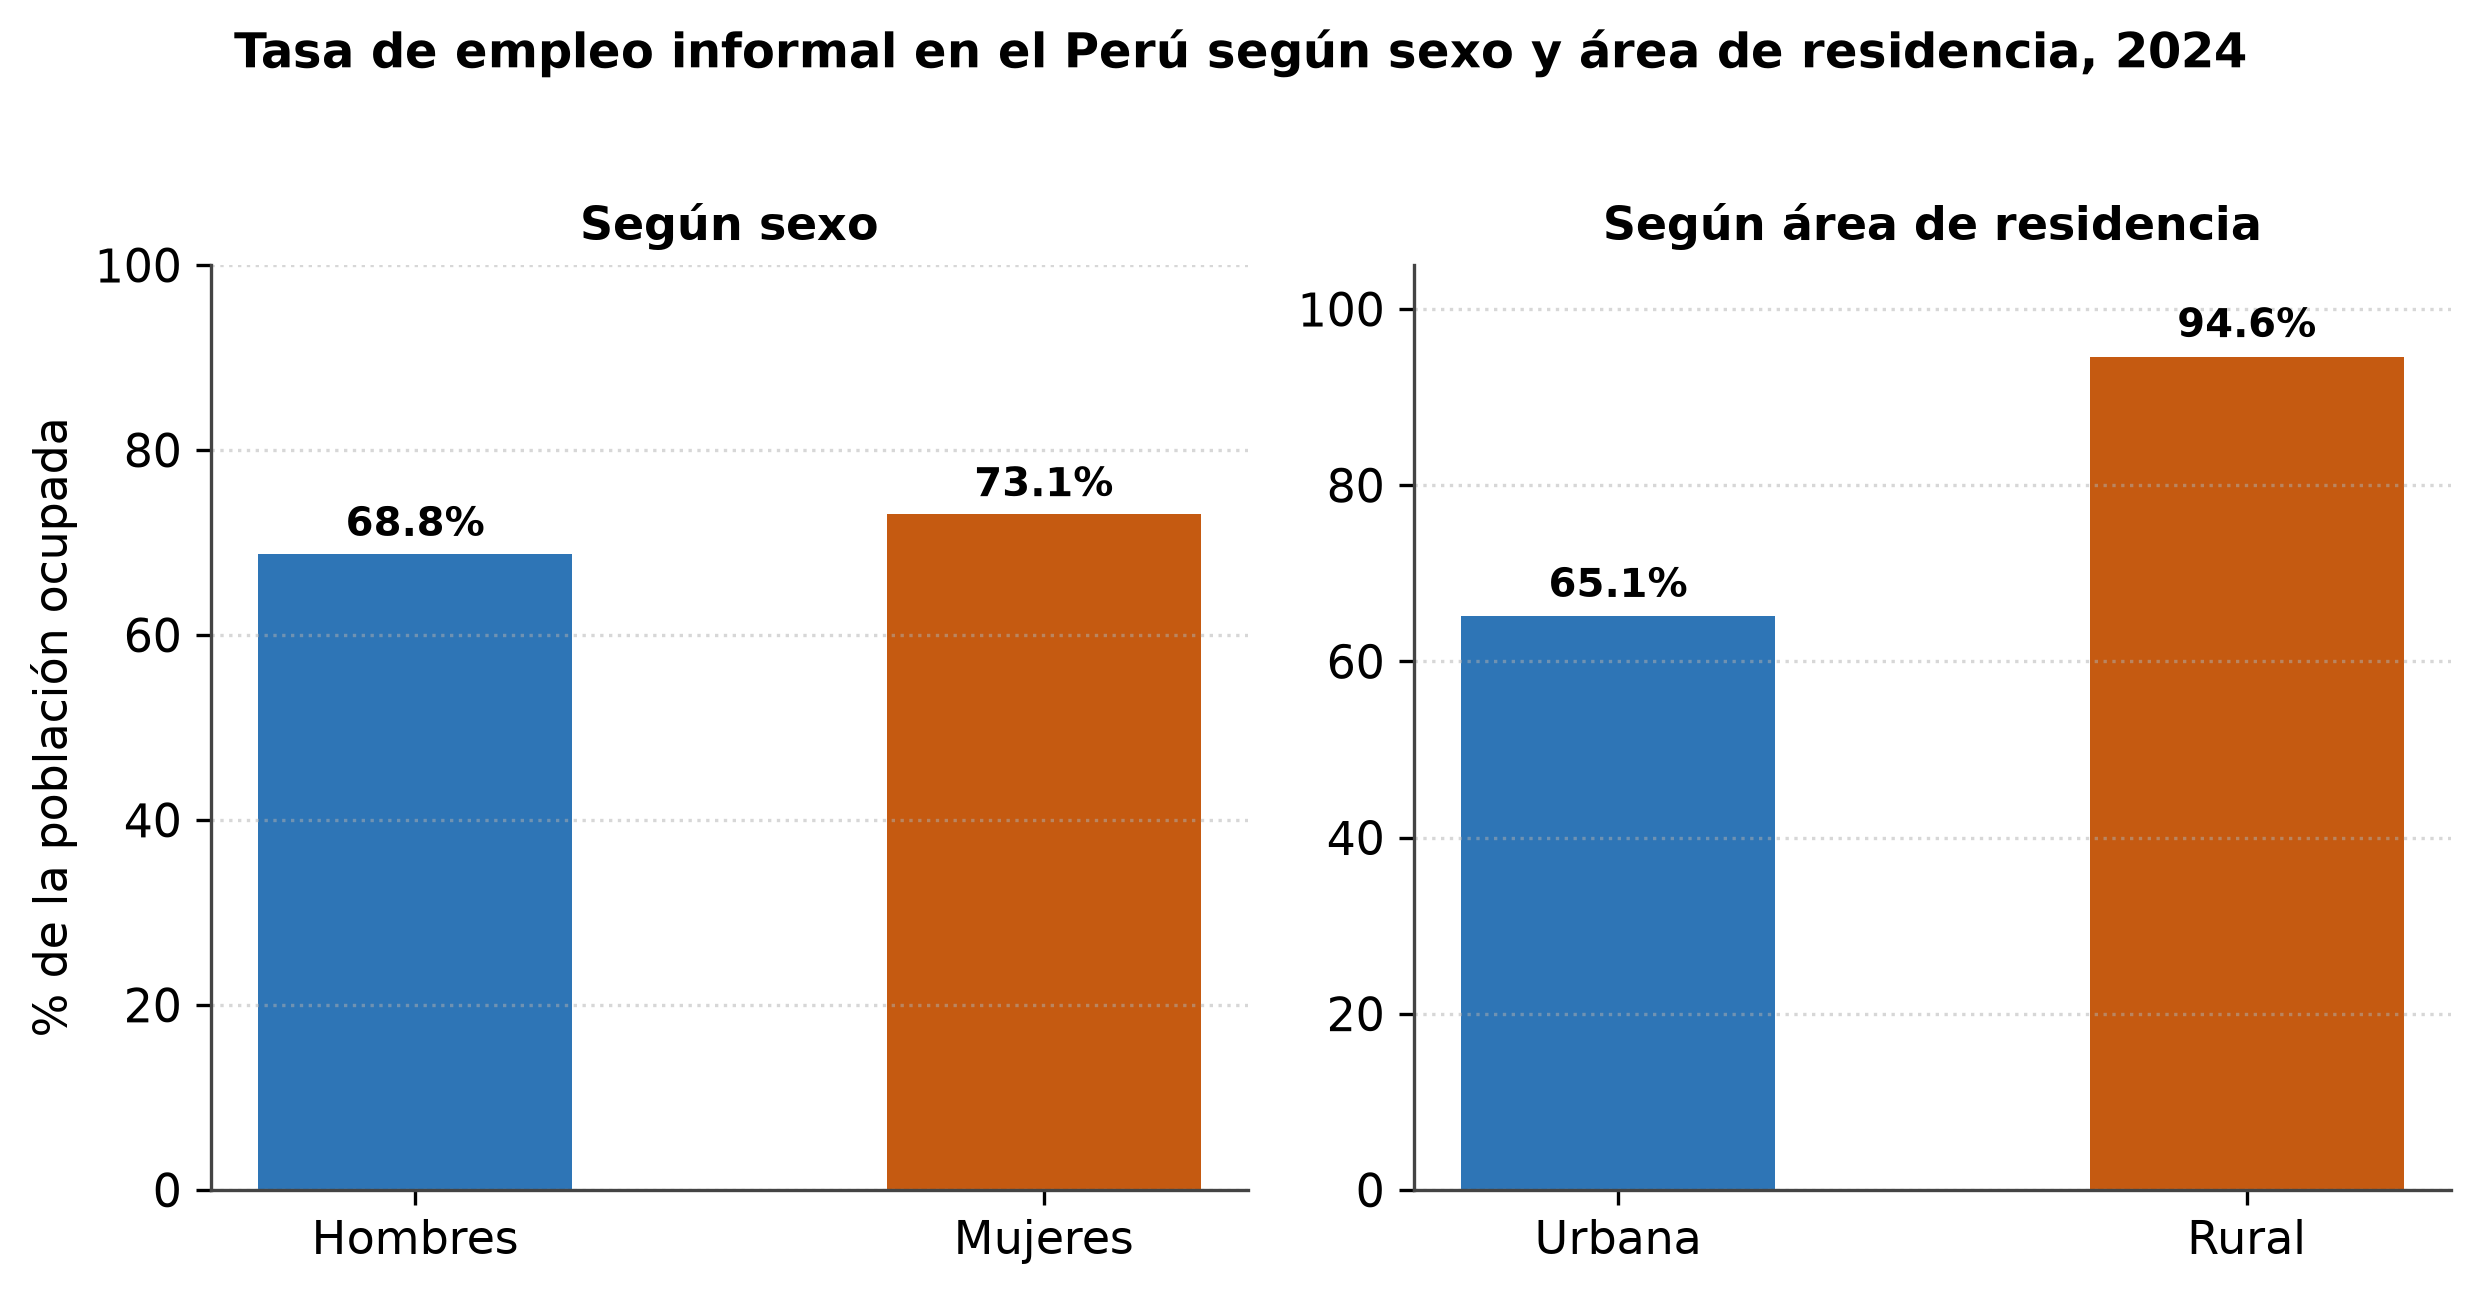 Tasa de empleo informal en el Perú según sexo y área de residencia, 2024
Según sexo
% de la población ocupada
100
80
60
40
20
0
68.8%
73.1%
Hombres
Mujeres
Según área de residencia
100
80
60
40
20
0
65.1%
94.6%
Urbana
Rural